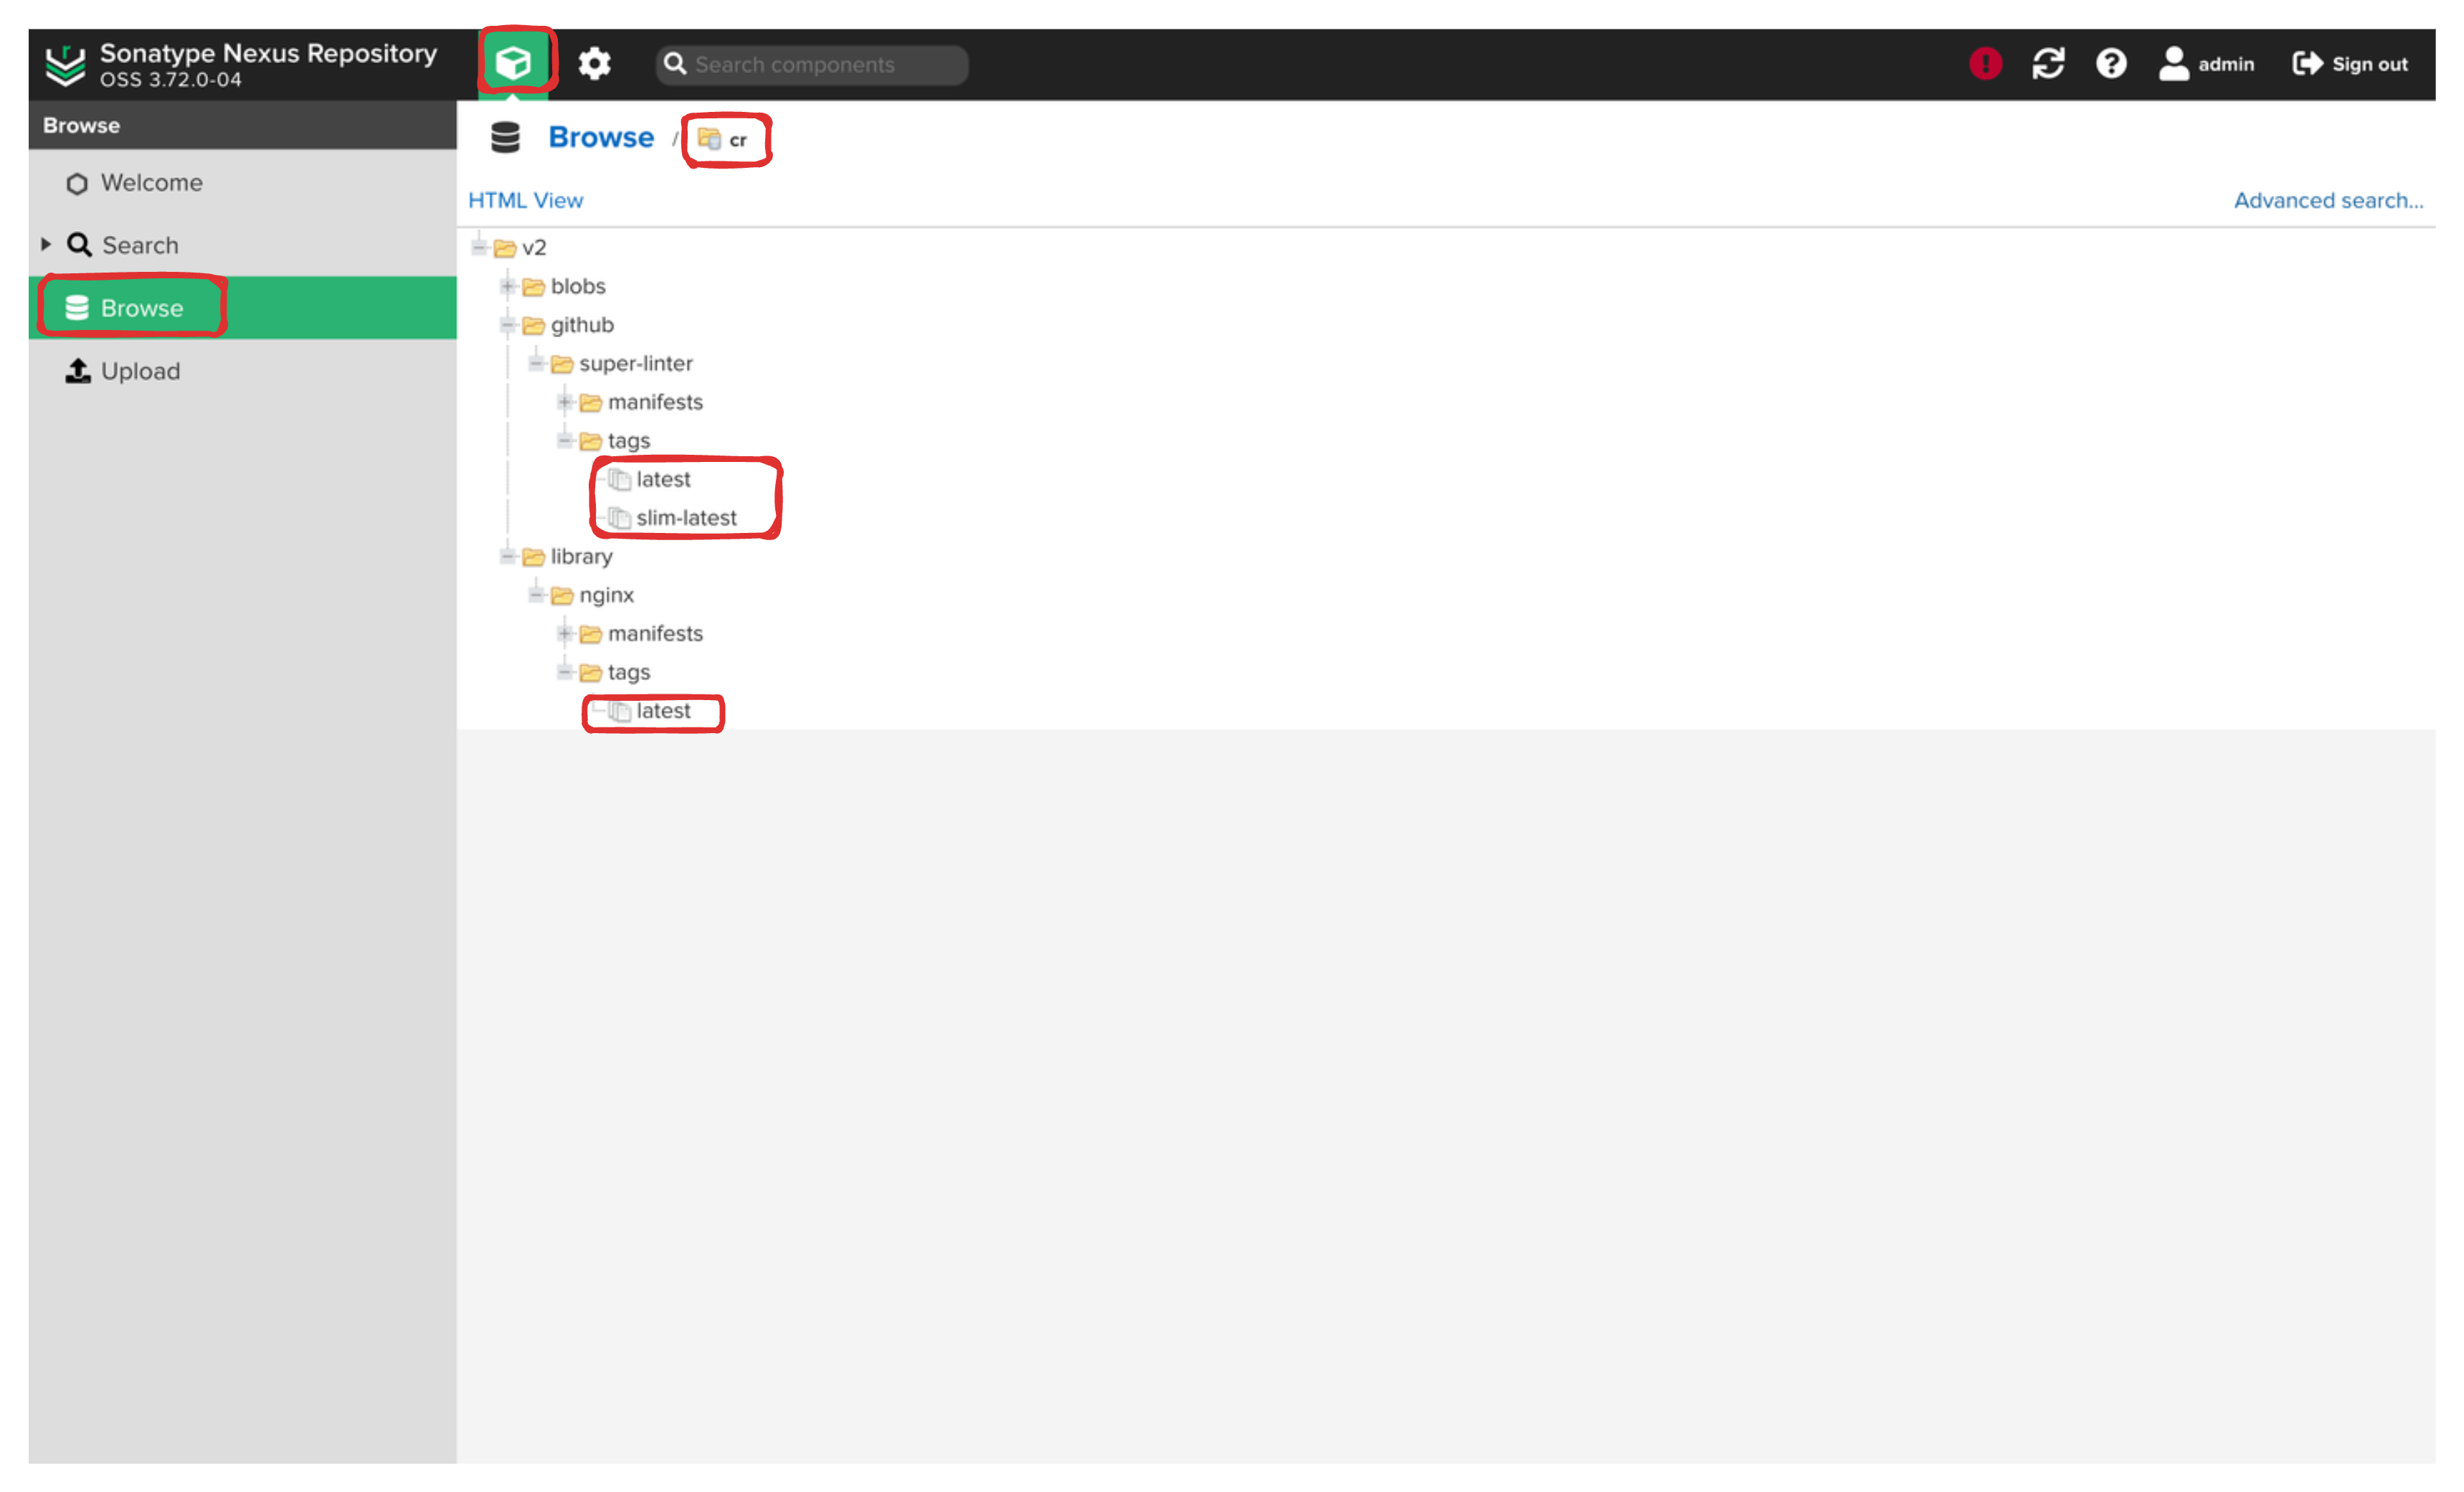 Sonatype Nexus Repository
OSS 3.72.0-04
Search components
admin
Sign out
Browse
Welcome
Search
Browse
Upload
Browse / cr
HTML View
Advanced search...
v2
blobs
github
super-linter
manifests
tags
latest
slim-latest
library
nginx
manifests
tags
latest